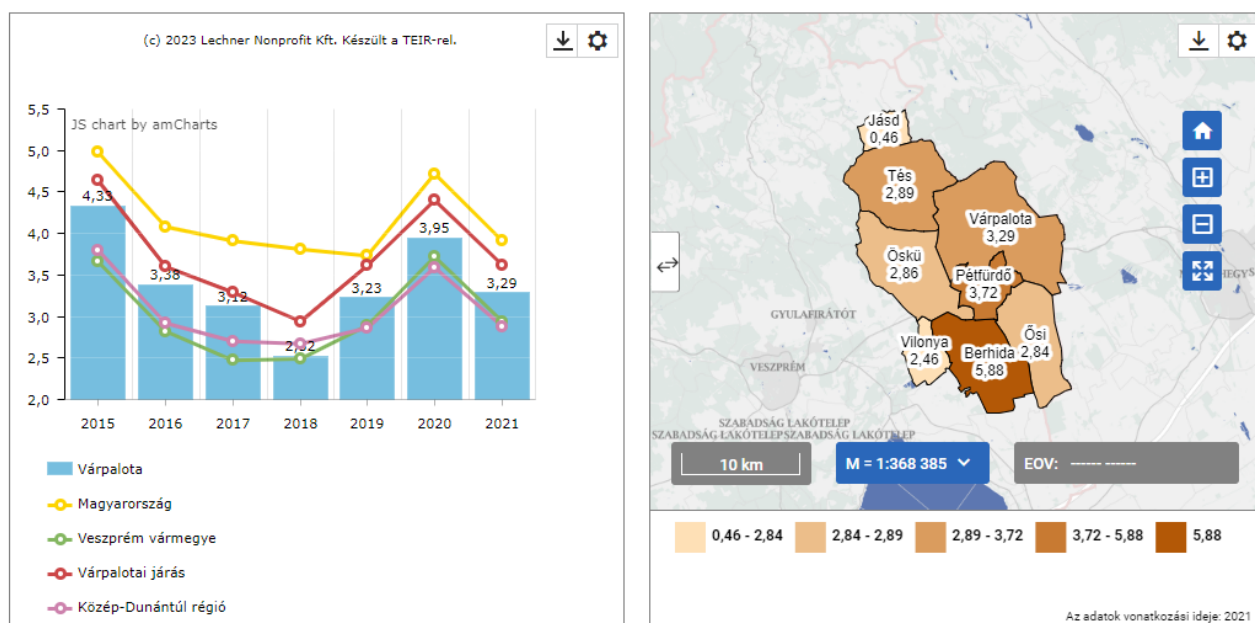 (c) 2023 Lechner Nonprofit Kft. Készült a TEIR-rel.
5,5
JS chart by amCharts
5,0
4,5
4,0
3,5
3,0
2,5
2,0
4,33
3,38
3,12
3,23
3,95
3,29
2015 2016 2017 2018 2019 2020 2021
Várpalota
Magyarország
Veszprém vármegye
Várpalotai járás
Közép-Dunántúl régió
Jásd
0,46
Tés
2,89
Várpalota
3,29
Öskü
2,86
Pétfürdő
3,72
GYULAFIRÁTÓT
Vilonya
2,46
Berhida
5,88
Ősi
2,84
VESZPRÉM
SZABADSÁG LAKÓTELEP
SZABADSÁG LAKÓTELEP SZABADSÁG LAKÓTELEP
10 km
M = 1:368 385
EOV: ------ ------
0,46 - 2,84 2,84 - 2,89 2,89 - 3,72 3,72 - 5,88 5,88
Az adatok vonatkozási ideje: 2021